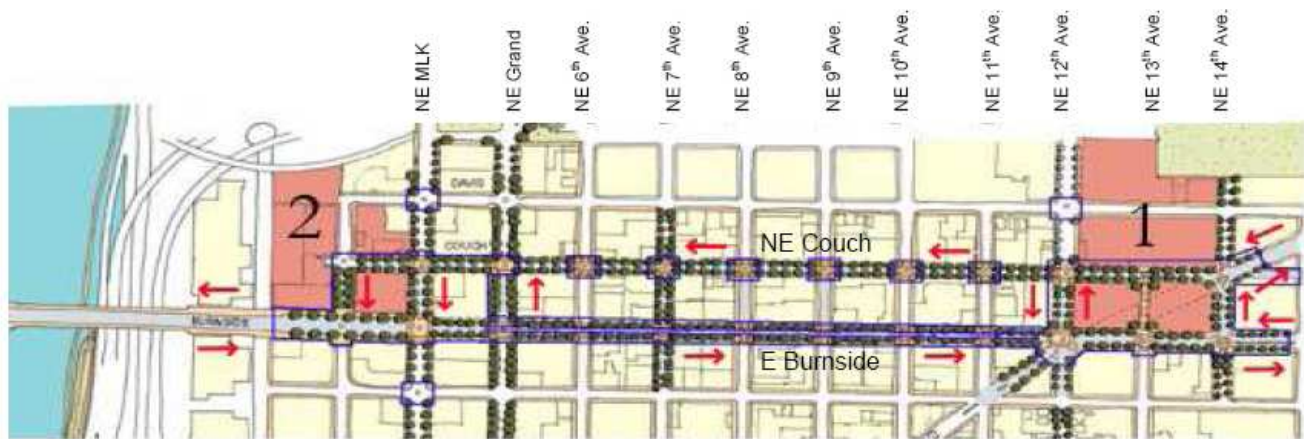 NE MLK
NE Grand
NE 6th Ave.
NE 7th Ave.
NE 8th Ave.
NE 9th Ave.
NE 10th Ave.
NE 11th Ave.
NE 12th Ave.
NE 13th Ave.
NE 14th Ave.
DAVIS
2
1
COUCH
NE Couch
BURNSIDE
E Burnside